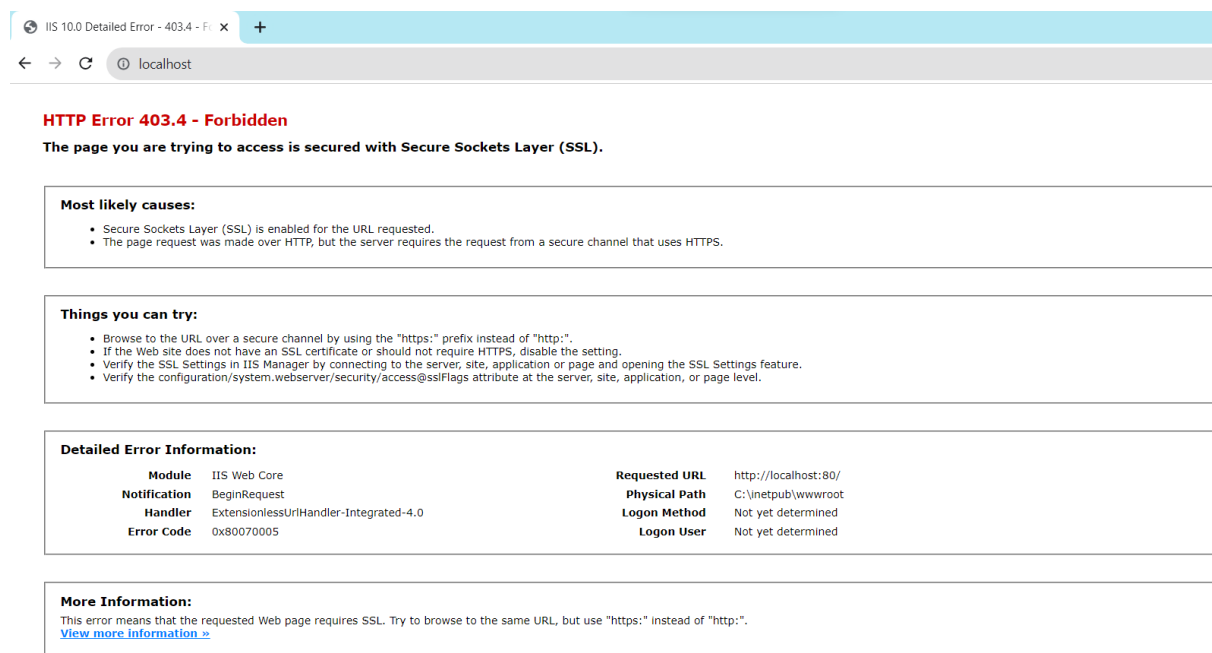 IIS 10.0 Detailed Error - 403.4 - Fo
localhost
HTTP Error 403.4 - Forbidden
The page you are trying to access is secured with Secure Sockets Layer (SSL).
Most likely causes:
• Secure Sockets Layer (SSL) is enabled for the URL requested.
• The page request was made over HTTP, but the server requires the request from a secure channel that uses HTTPS.
Things you can try:
• Browse to the URL over a secure channel by using the "https:" prefix instead of "http:".
• If the Web site does not have an SSL certificate or should not require HTTPS, disable the setting.
• Verify the SSL Settings in IIS Manager by connecting to the server, site, application or page and opening the SSL Settings feature.
• Verify the configuration/system.webserver/security/access@sslFlags attribute at the server, site, application, or page level.
Detailed Error Information:
Module IIS Web Core Requested URL http://localhost:80/
Notification BeginRequest Physical Path C:\inetpub\wwwroot
Handler ExtensionlessUrlHandler-Integrated-4.0 Logon Method Not yet determined
Error Code 0x80070005 Logon User Not yet determined
More Information:
This error means that the requested Web page requires SSL. Try to browse to the same URL, but use "https:" instead of "http:".
View more information »